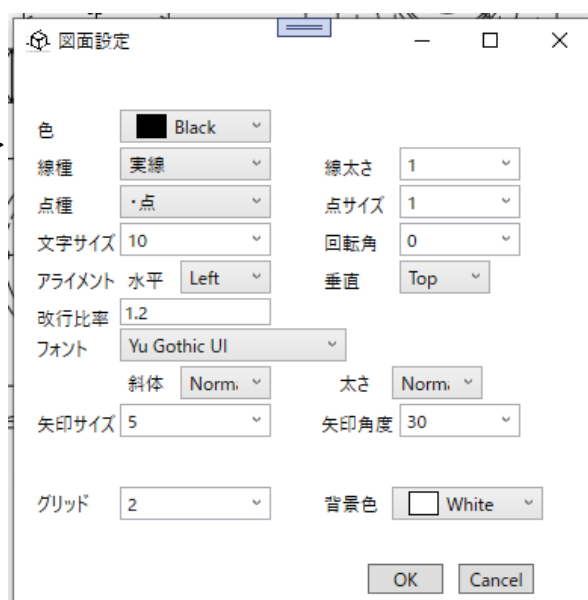 図面設定
色 Black
線種 実線 線太さ 1
点種 ・点 点サイズ 1
文字サイズ 10 回転角 0
アライメント 水平 Left 垂直 Top
改行比率 1.2
フォント Yu Gothic UI
斜体 Norma 太さ Norma
矢印サイズ 5 矢印角度 30
グリッド 2 背景色 White
OK Cancel